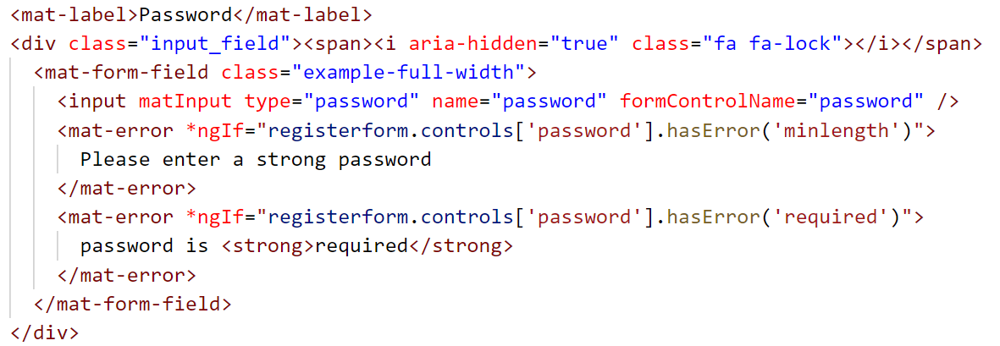 <mat-label>Password</mat-label>
<div class="input_field"><span><i aria-hidden="true" class="fa fa-lock"></i></span>
<mat-form-field class="example-full-width">
<input matInput type="password" name="password" formControlName="password" />
<mat-error *ngIf="registerform.controls['password'].hasError('minlength')">
Please enter a strong password
</mat-error>
<mat-error *ngIf="registerform.controls['password'].hasError('required')">
password is <strong>required</strong>
</mat-error>
</mat-form-field>
</div>